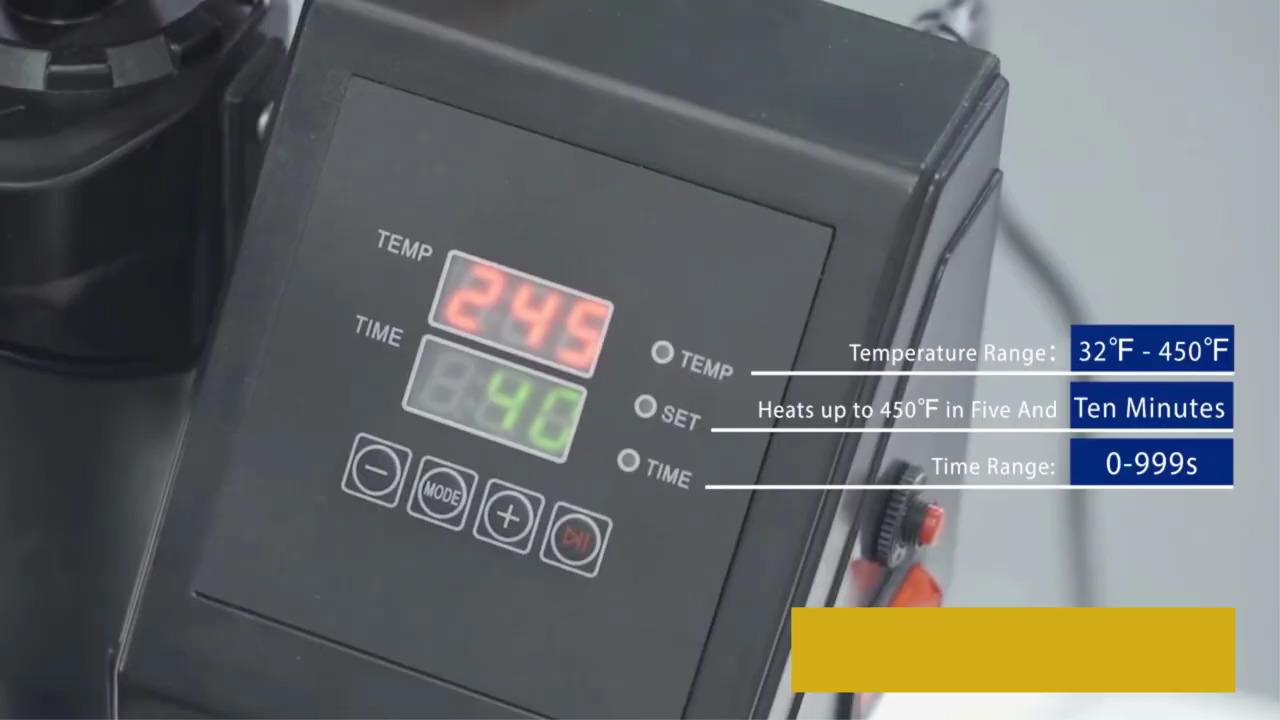 TEMP
245
TIME
40
TEMP
SET
TIME
MODE
Temperature Range: 32°F - 450°F
Heats up to 450°F in Five And Ten Minutes
Time Range: 0-999s